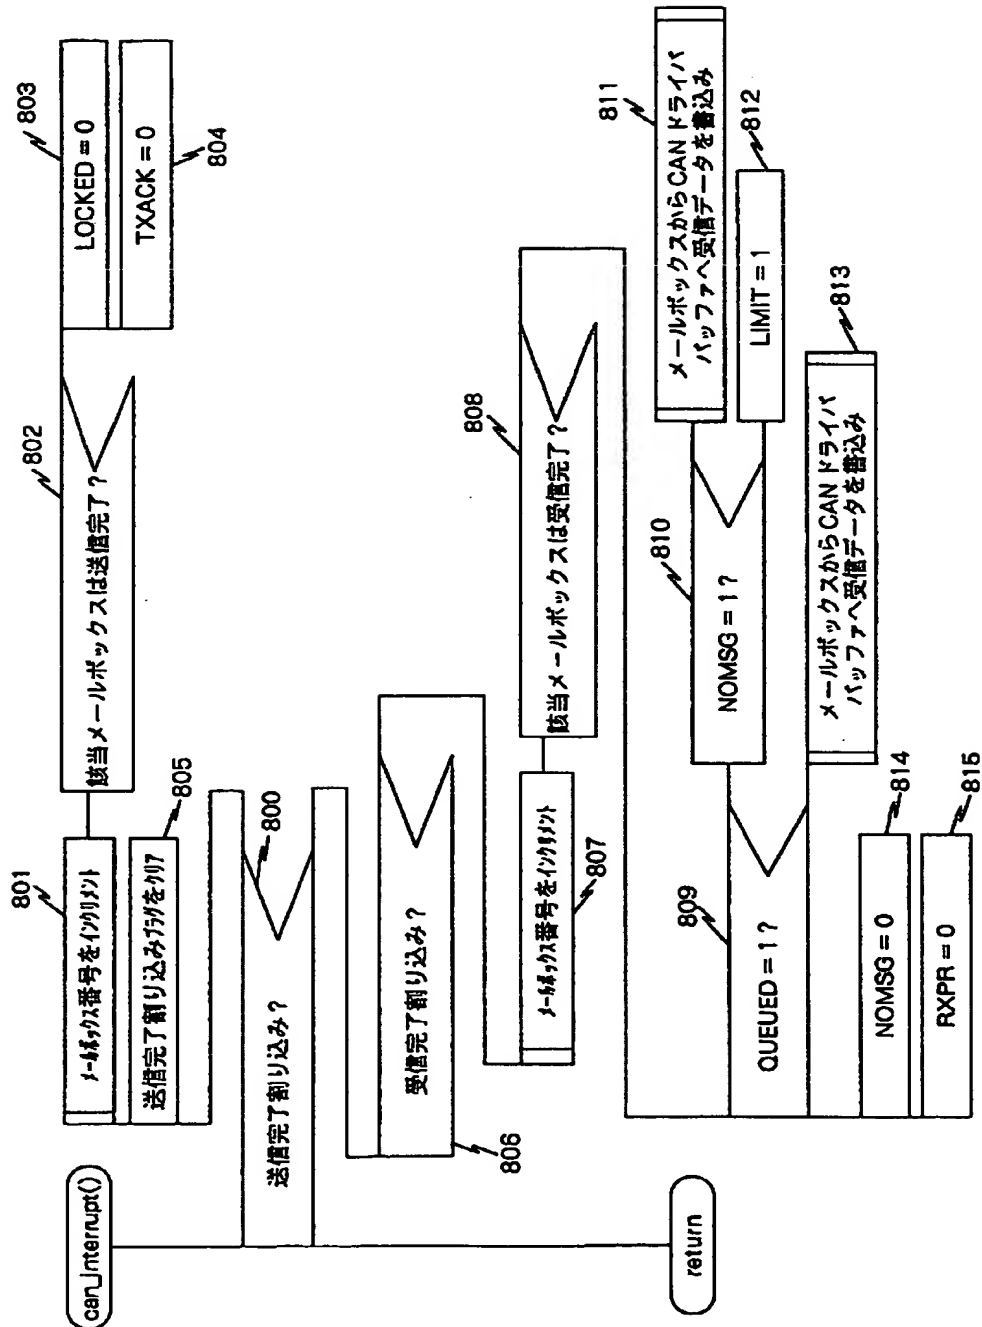 can_Interrupt()
送信完了割り込み?
800
メールボックス番号をインクリメント
801
該当メールボックスは送信完了?
802
LOCKED = 0
803
TXACK = 0
804
送信完了割り込みフラグをクリア
805
受信完了割り込み?
806
メールボックス番号をインクリメント
807
該当メールボックスは受信完了?
808
QUEUED = 1?
809
NOMSG = 1?
810
メールボックスからCANドライバ
バッファへ受信データを書込み
811
LIMIT = 1
812
メールボックスからCANドライバ
バッファへ受信データを書込み
813
NOMSG = 0
814
RXPR = 0
815
return